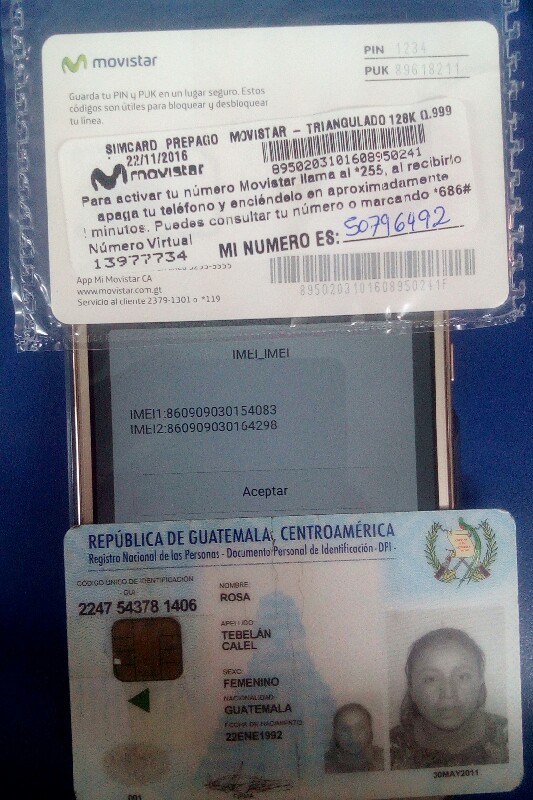 movistar
PIN 1234
PUK 89618211
Guarda tu PIN y PUK en un lugar seguro. Estos
códigos son útiles para bloquear y desbloquear
tu línea.
SIMCARD PREPAGO MOVISTAR - TRIANGULADO 128K Q.999
22/11/2016
movistar
8950203101608950241
Para activar tu número Movistar llama al *255, al recibirlo
apaga tu teléfono y enciéndelo en aproximadamente
minutos. Puedes consultar tu número o marcando *686#
Número Virtual
13977734
MI NUMERO ES: 50796492
App Mi Movistar CA
www.movistar.com.gt
Servicio al cliente 2379-1301 o *119
8950203101608950241F
IMEI_IMEI
IMEI1:860909030154083
IMEI2:860909030164298
Aceptar
REPÚBLICA DE GUATEMALA, CENTROAMÉRICA
Registro Nacional de las Personas - Documento Personal de Identificación-DPI-
CÓDIGO ÚNICO DE IDENTIFICACIÓN
CUI
2247 54378 1406
NOMBRE:
ROSA
APELLIDO:
TEBELÁN
CALEL
SEXO:
FEMENINO
NACIONALIDAD:
GUATEMALA
FECHA DE NACIMIENTO:
22ENE1992
30MAY2011
001
FIRMA